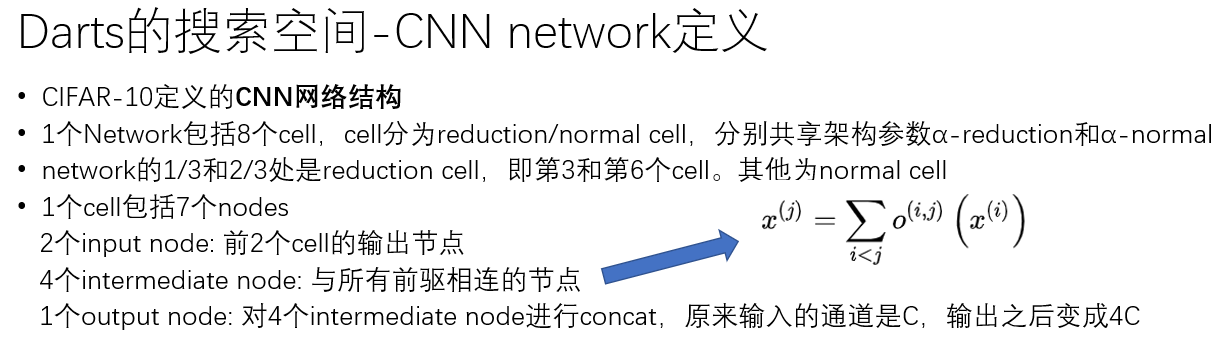 Darts的搜索空间-CNN network定义
• CIFAR-10定义的CNN网络结构
• 1个Network包括8个cell，cell分为reduction/normal cell，分别共享架构参数α-reduction和α-normal
• network的1/3和2/3处是reduction cell，即第3和第6个cell。其他为normal cell
• 1个cell包括7个nodes
2个input node: 前2个cell的输出节点
4个intermediate node: 与所有前驱相连的节点
1个output node: 对4个intermediate node进行concat，原来输入的通道是C，输出之后变成4C
x^{(j)} = \sum_{i<j} o^{(i,j)} \left( x^{(i)} \right)